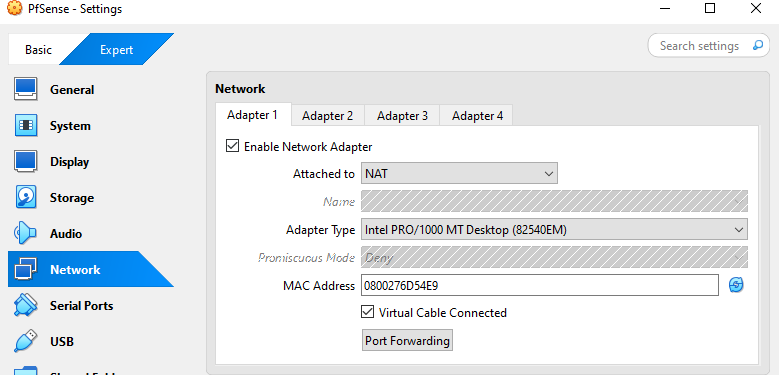 PfSense - Settings
Basic
Expert
Search settings
General
System
Display
Storage
Audio
Network
Serial Ports
USB
Shared Folders
Network
Adapter 1
Adapter 2
Adapter 3
Adapter 4
Enable Network Adapter
Attached to NAT
Name
Adapter Type Intel PRO/1000 MT Desktop (82540EM)
Promiscuous Mode Deny
MAC Address 0800276D54E9
Virtual Cable Connected
Port Forwarding